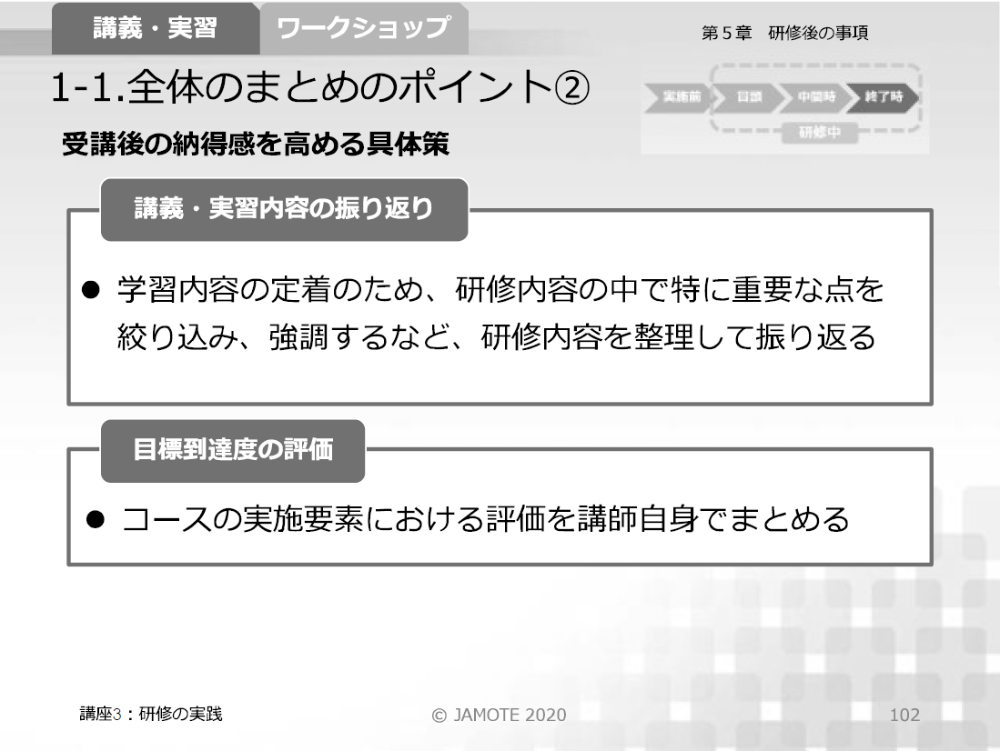 講義・実習
ワークショップ
第５章　研修後の事項
1-1.全体のまとめのポイント②
実施前
冒頭
中間時
終了時
研修中
受講後の納得感を高める具体策
講義・実習内容の振り返り
● 学習内容の定着のため、研修内容の中で特に重要な点を
絞り込み、強調するなど、研修内容を整理して振り返る
目標到達度の評価
● コースの実施要素における評価を講師自身でまとめる
講座3：研修の実践
© JAMOTE 2020
102